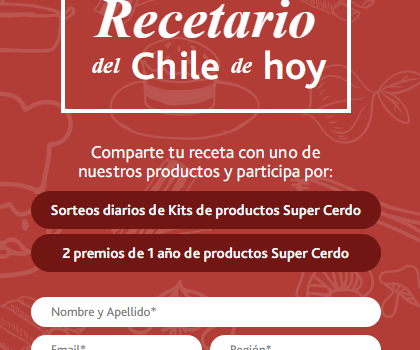 Recetario
del Chile de hoy
Comparte tu receta con uno de
nuestros productos y participa por:
Sorteos diarios de Kits de productos Super Cerdo
2 premios de 1 año de productos Super Cerdo
Nombre y Apellido*
Email* Región*